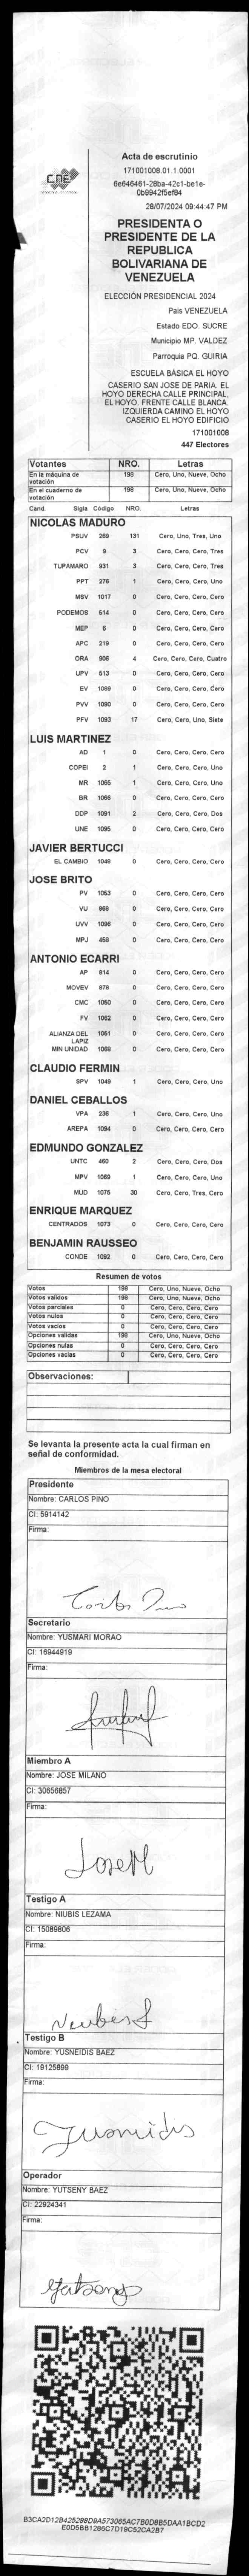 CNE
Acta de escrutinio
171001008.01.1.0001
6e646461-28ba-42c1-be1e-
0b9942f5ef84
28/07/2024 09:44:47 PM
PRESIDENTA O
PRESIDENTE DE LA
REPUBLICA
BOLIVARIANA DE
VENEZUELA
ELECCIÓN PRESIDENCIAL 2024
Pais VENEZUELA
Estado EDO. SUCRE
Municipio MP. VALDEZ
Parroquia PQ. GUIRIA
ESCUELA BÁSICA EL HOYO
CASERIO SAN JOSE DE PARIA. EL
HOYO DERECHA CALLE PRINCIPAL,
EL HOYO. FRENTE CALLE BLANCA.
IZQUIERDA CAMINO EL HOYO
CASERIO EL HOYO EDIFICIO
171001008
447 Electores
Votantes NRO. Letras
En la máquina de votación 198 Cero, Uno, Nueve, Ocho
En el cuaderno de votación 198 Cero, Uno, Nueve, Ocho
Cand. Sigla Código NRO. Letras
NICOLAS MADURO
PSUV 269 131 Cero, Uno, Tres, Uno
PCV 9 3 Cero, Cero, Cero, Tres
TUPAMARO 931 3 Cero, Cero, Cero, Tres
PPT 276 1 Cero, Cero, Cero, Uno
MSV 1017 0 Cero, Cero, Cero, Cero
PODEMOS 514 0 Cero, Cero, Cero, Cero
MEP 6 0 Cero, Cero, Cero, Cero
APC 219 0 Cero, Cero, Cero, Cero
ORA 906 4 Cero, Cero, Cero, Cuatro
UPV 513 0 Cero, Cero, Cero, Cero
EV 1089 0 Cero, Cero, Cero, Cero
PVV 1090 0 Cero, Cero, Cero, Cero
PFV 1093 17 Cero, Cero, Uno, Siete
LUIS MARTINEZ
AD 1 0 Cero, Cero, Cero, Cero
COPEI 2 1 Cero, Cero, Cero, Uno
MR 1065 1 Cero, Cero, Cero, Uno
BR 1066 0 Cero, Cero, Cero, Cero
DDP 1091 2 Cero, Cero, Cero, Dos
UNE 1095 0 Cero, Cero, Cero, Cero
JAVIER BERTUCCI
EL CAMBIO 1048 0 Cero, Cero, Cero, Cero
JOSE BRITO
PV 1053 0 Cero, Cero, Cero, Cero
VU 968 0 Cero, Cero, Cero, Cero
UVV 1096 0 Cero, Cero, Cero, Cero
MPJ 458 0 Cero, Cero, Cero, Cero
ANTONIO ECARRI
AP 914 0 Cero, Cero, Cero, Cero
MOVEV 878 0 Cero, Cero, Cero, Cero
CMC 1050 0 Cero, Cero, Cero, Cero
FV 1062 0 Cero, Cero, Cero, Cero
ALIANZA DEL LAPIZ 1051 0 Cero, Cero, Cero, Cero
MIN UNIDAD 1068 0 Cero, Cero, Cero, Cero
CLAUDIO FERMIN
SPV 1049 1 Cero, Cero, Cero, Uno
DANIEL CEBALLOS
VPA 236 1 Cero, Cero, Cero, Uno
AREPA 1094 0 Cero, Cero, Cero, Cero
EDMUNDO GONZALEZ
UNTC 460 2 Cero, Cero, Cero, Dos
MPV 1069 1 Cero, Cero, Cero, Uno
MUD 1075 30 Cero, Cero, Tres, Cero
ENRIQUE MARQUEZ
CENTRADOS 1073 0 Cero, Cero, Cero, Cero
BENJAMIN RAUSSEO
CONDE 1092 0 Cero, Cero, Cero, Cero
Resumen de votos
Votos 198 Cero, Uno, Nueve, Ocho
Votos validos 198 Cero, Uno, Nueve, Ocho
Votos parciales 0 Cero, Cero, Cero, Cero
Votos nulos 0 Cero, Cero, Cero, Cero
Votos vacios 0 Cero, Cero, Cero, Cero
Opciones validas 198 Cero, Uno, Nueve, Ocho
Opciones nulas 0 Cero, Cero, Cero, Cero
Opciones vacias 0 Cero, Cero, Cero, Cero
Observaciones:
Se levanta la presente acta la cual firman en
señal de conformidad.
Miembros de la mesa electoral
Presidente
Nombre: CARLOS PINO
CI: 5914142
Firma:
Carlos Pino
Secretario
Nombre: YUSMARI MORAO
CI: 16944919
Firma:
Miembro A
Nombre: JOSE MILANO
CI: 30656857
Firma:
JoseM
Testigo A
Nombre: NIUBIS LEZAMA
CI: 15089806
Firma:
Testigo B
Nombre: YUSNEIDIS BAEZ
CI: 19125899
Firma:
Operador
Nombre: YUTSENY BAEZ
CI: 22924341
Firma:
Yutseny
B3CA2D12B425288D9A573065AC7B0D8B5DAA1BCD2
E0D5BB1286C7D19C52CA2B7